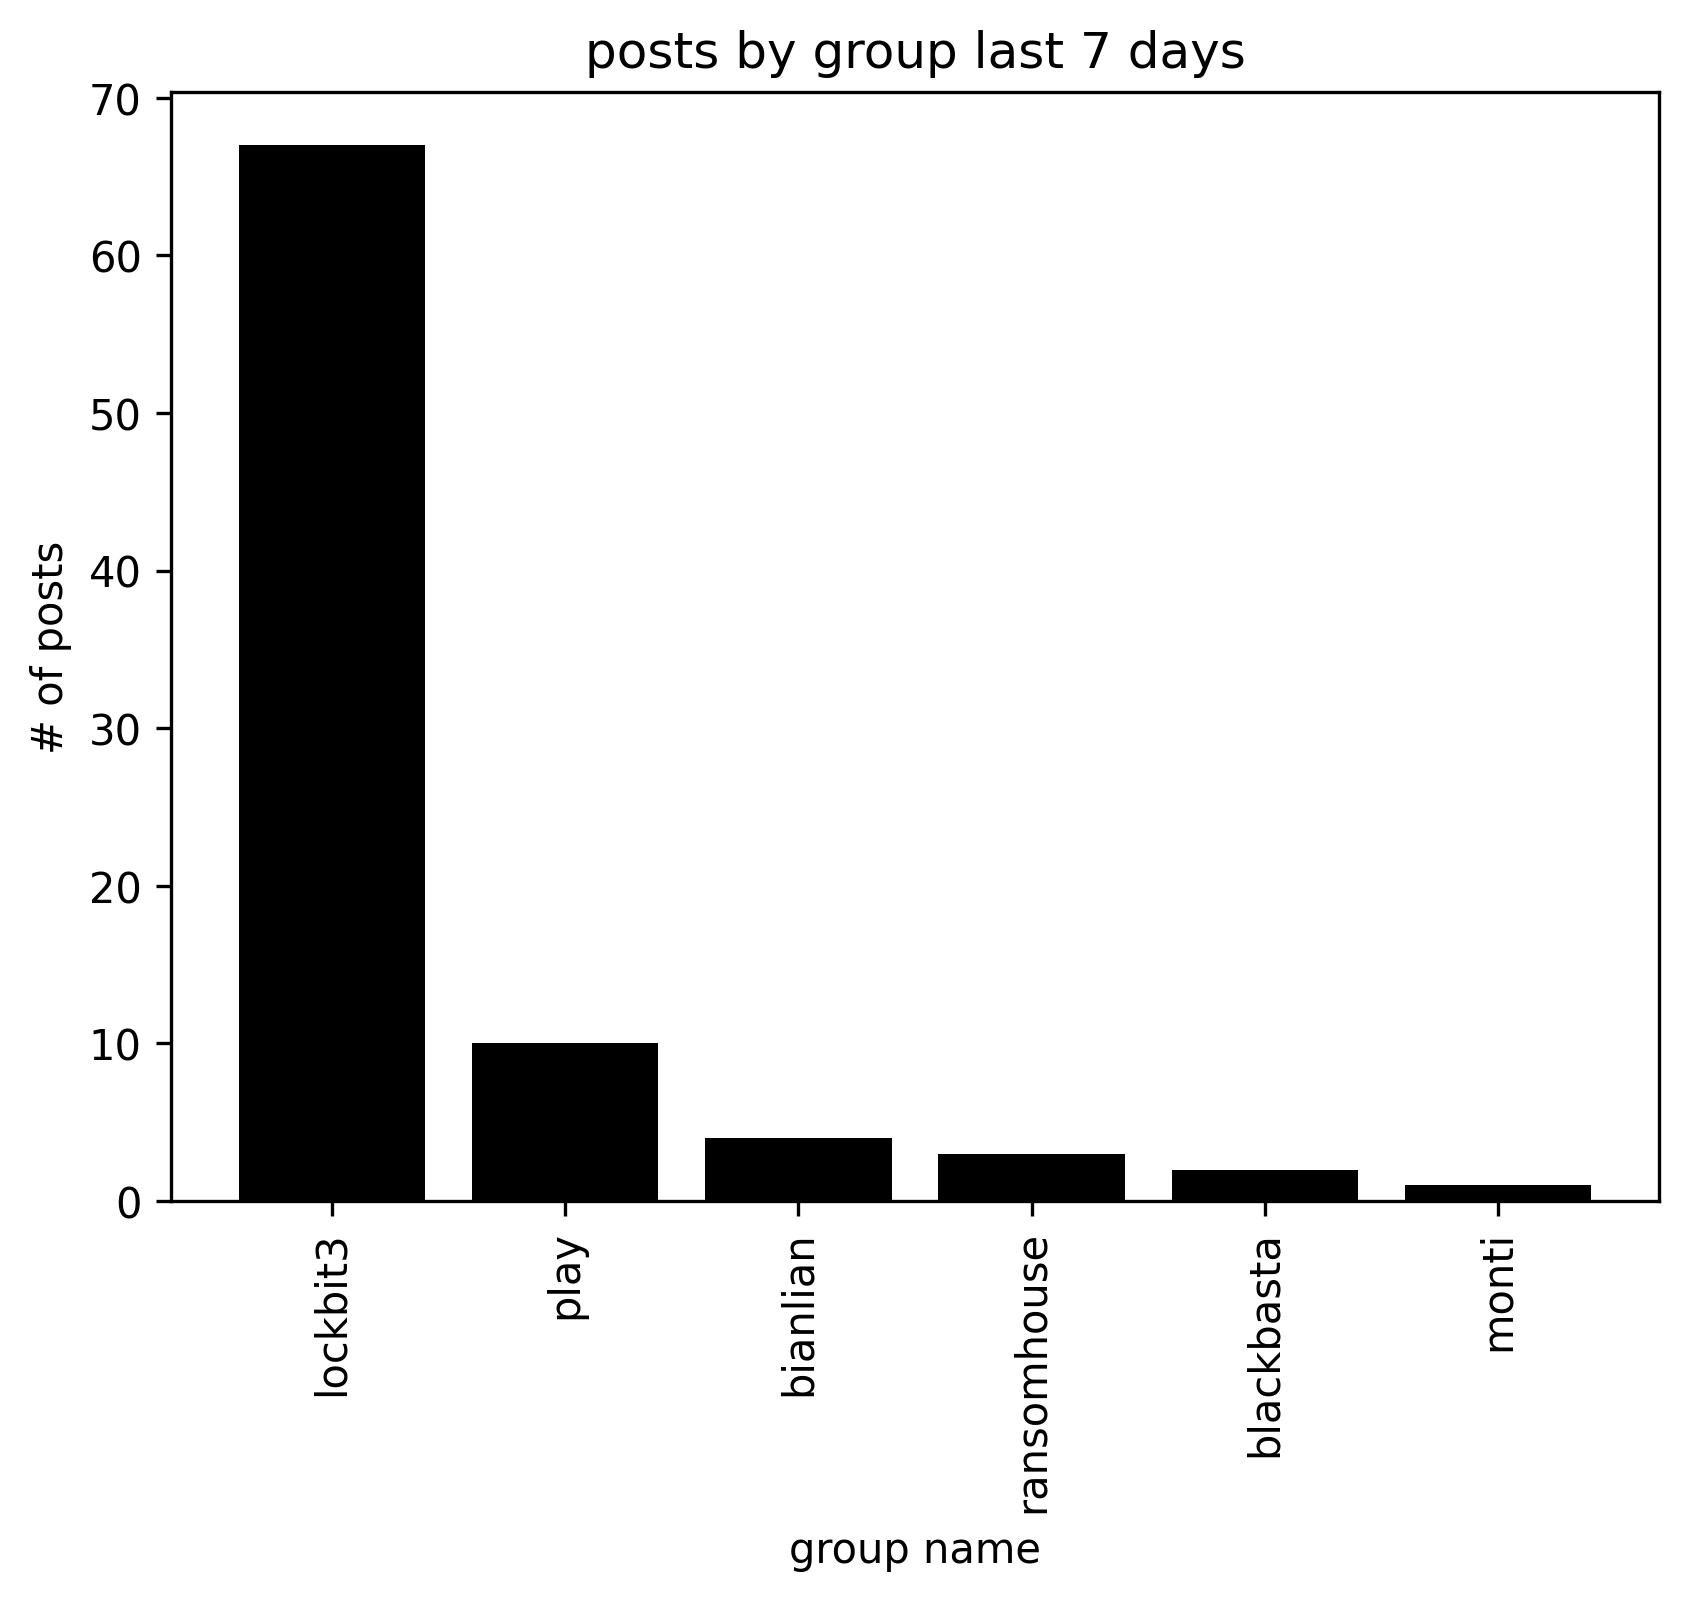 posts by group last 7 days
# of posts
70
60
50
40
30
20
10
0
lockbit3
play
bianlian
ransomhouse
blackbasta
monti
group name